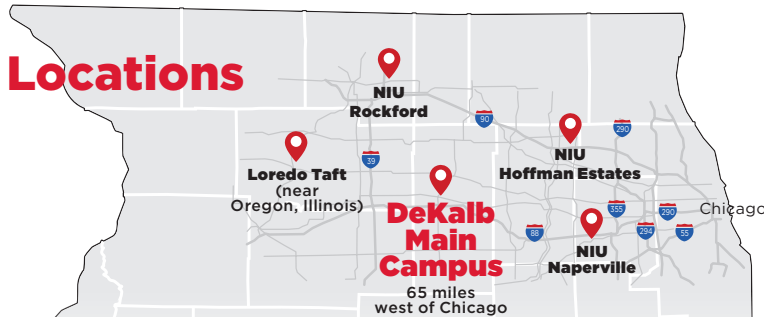 Locations
NIU
Rockford
90
290
Loredo Taft
(near
Oregon, Illinois)
39
NIU
Hoffman Estates
DeKalb
Main
Campus
65 miles
west of Chicago
88
355
290
Chicago
294
55
NIU
Naperville